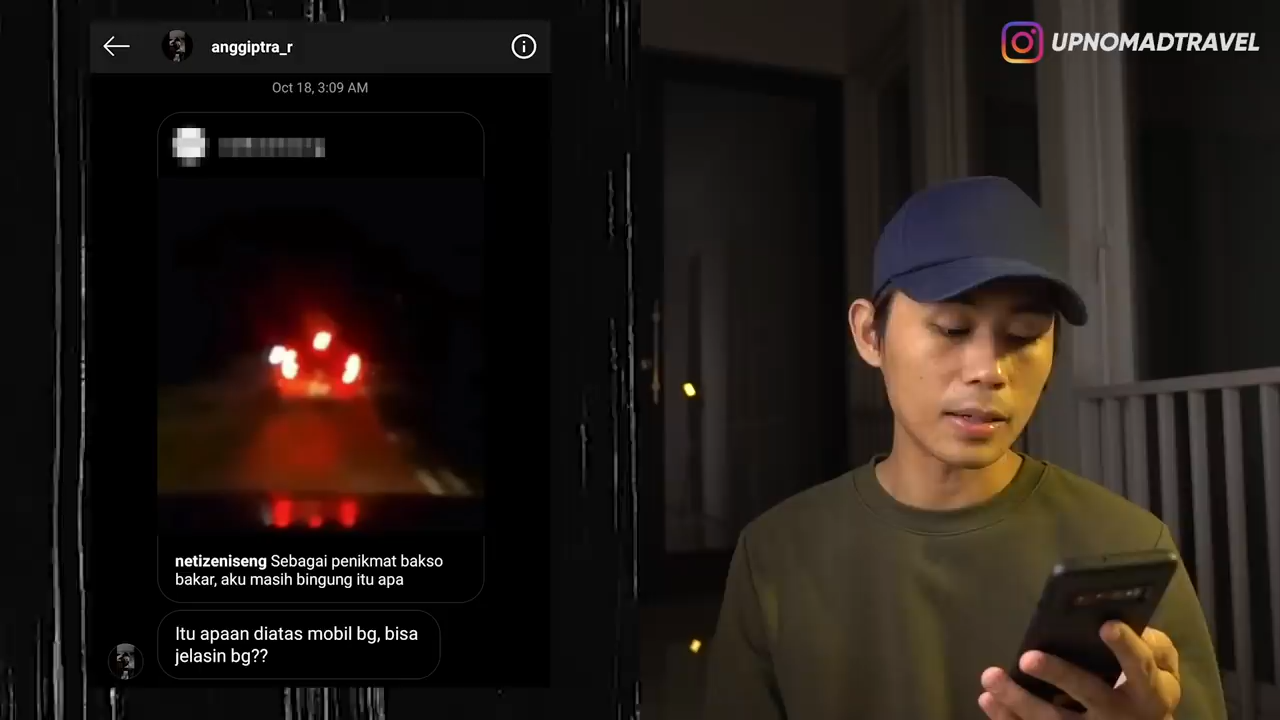 anggiptra_r
UPNOMADTRAVEL
Oct 18, 3:09 AM
netizeniseng Sebagai penikmat bakso
bakar, aku masih bingung itu apa
Itu apaan diatas mobil bg, bisa
jelasin bg??